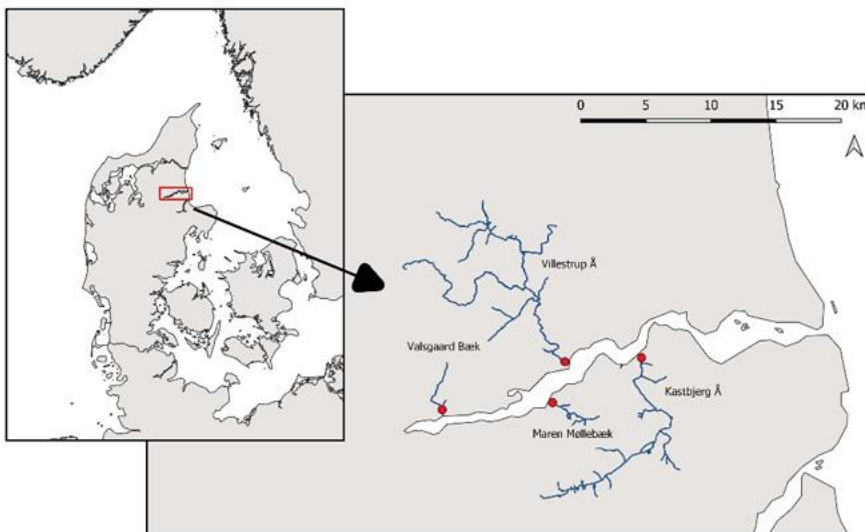 0 5 10 15 20 km
Villestrup Å
Valsgaard Bæk
Kastbjerg Å
Maren Møllebæk